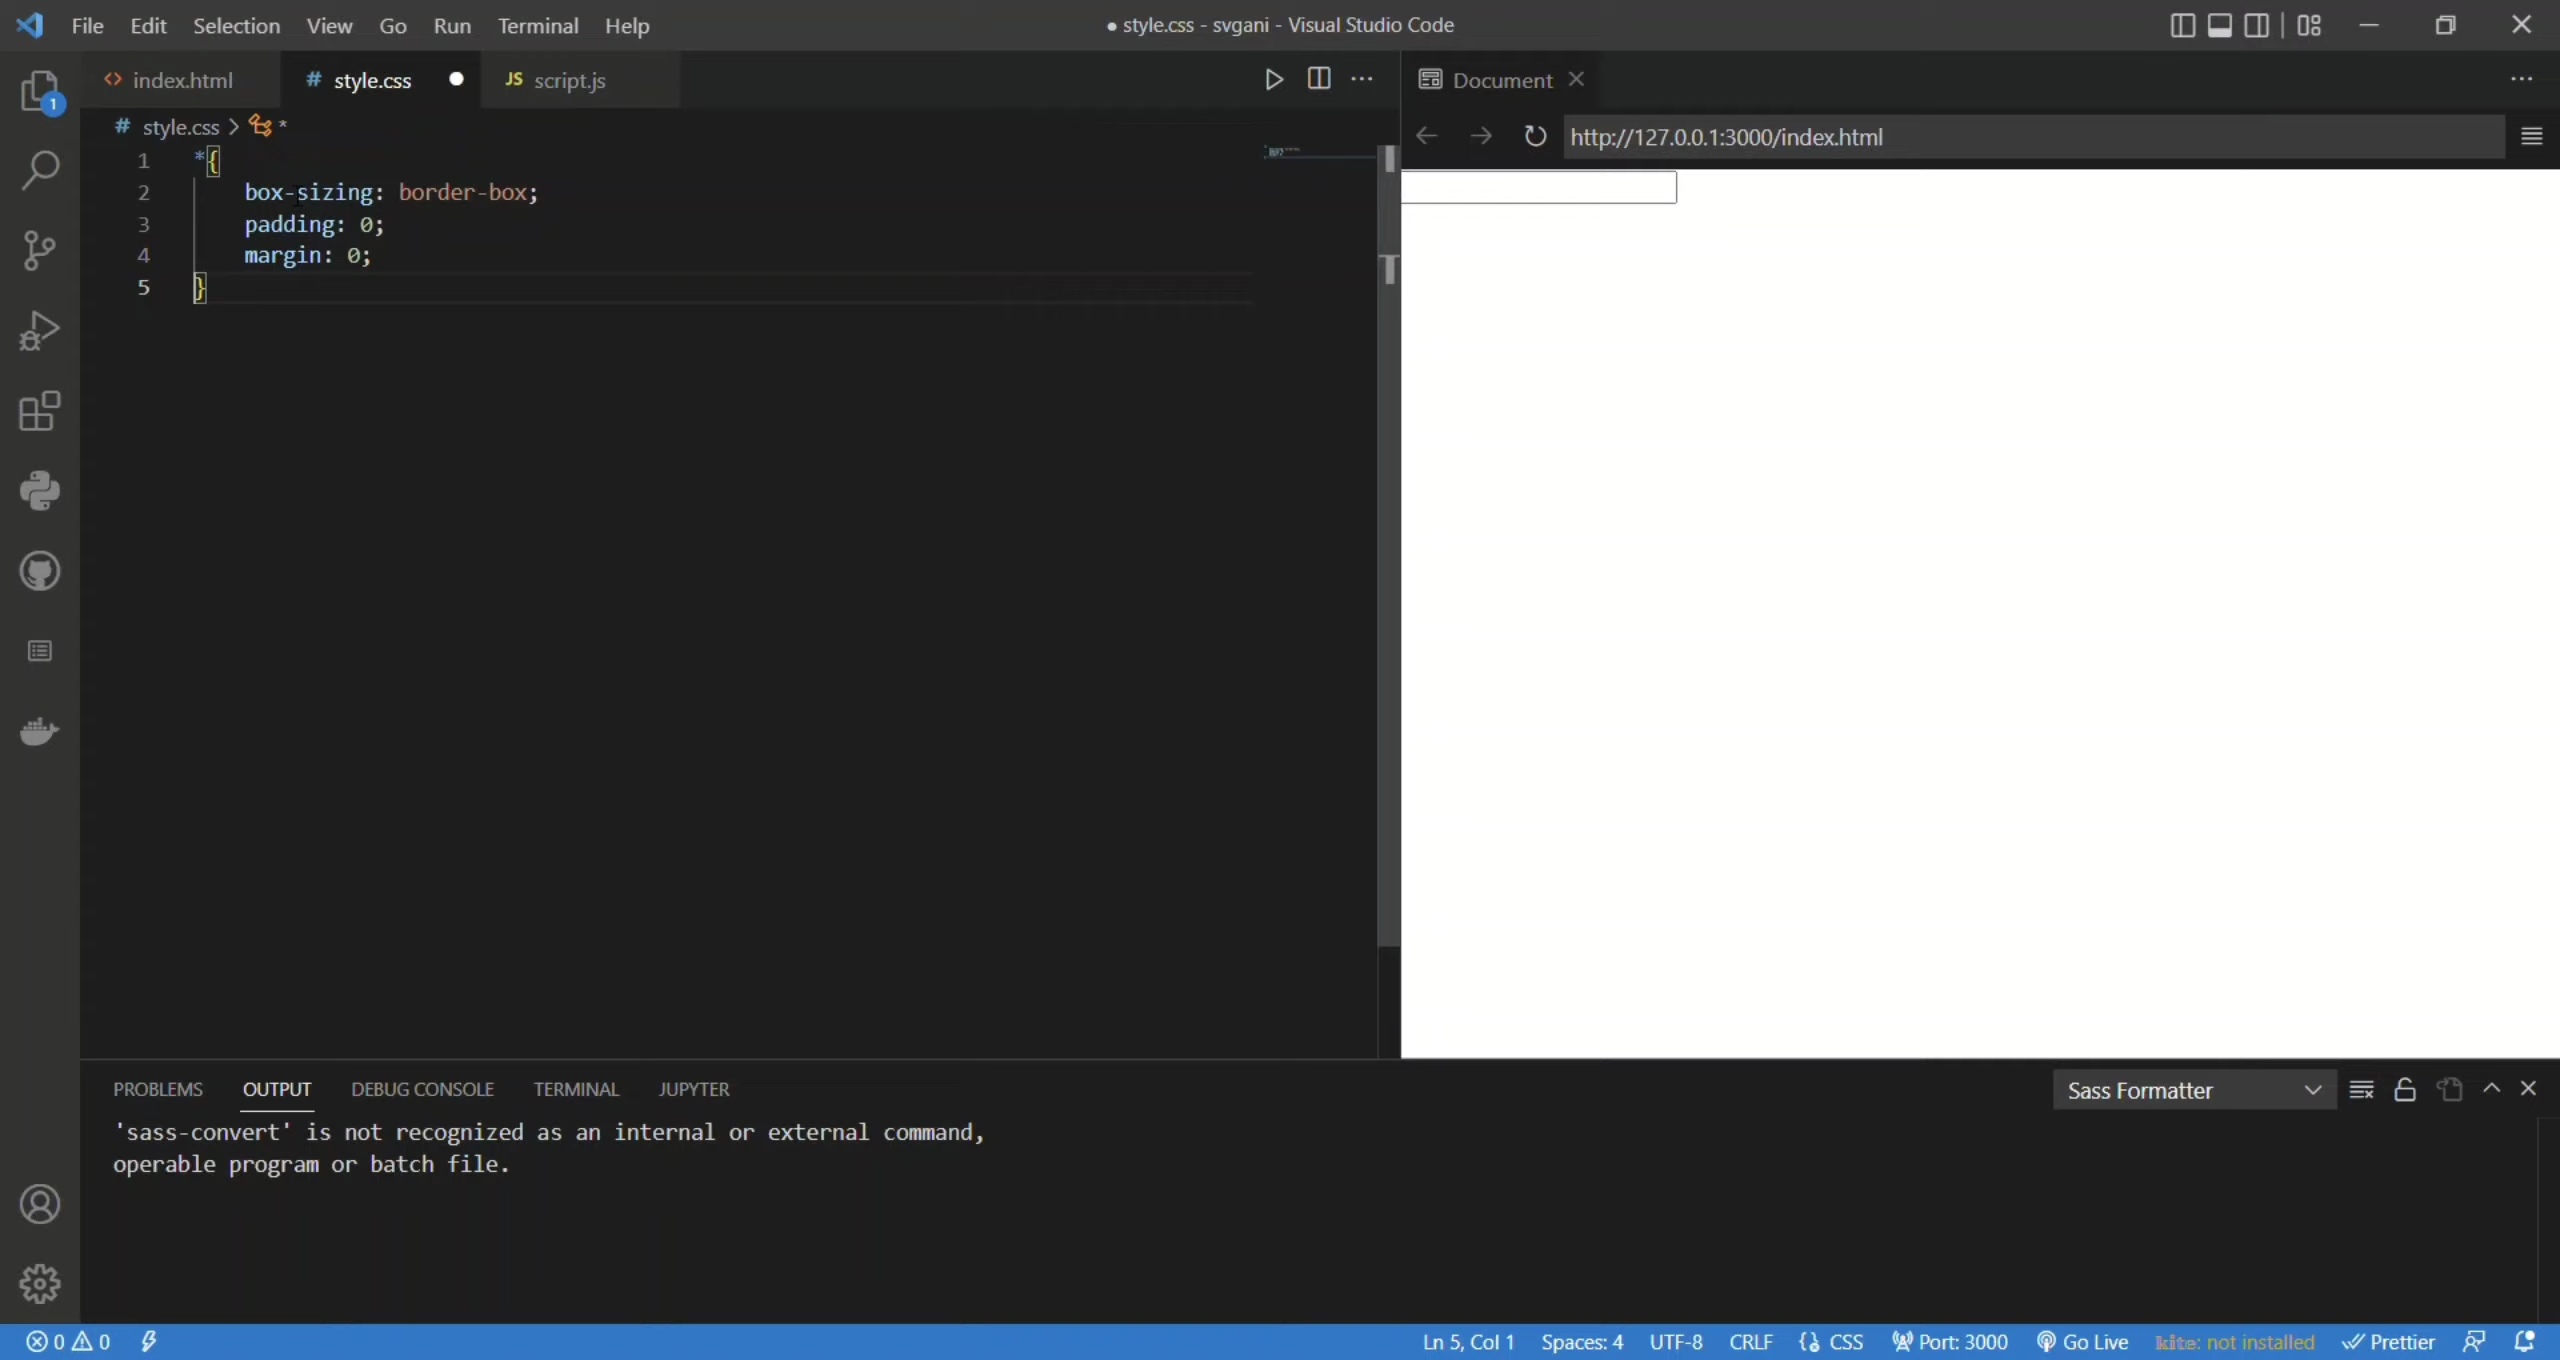 File Edit Selection View Go Run Terminal Help
● style.css - svgani - Visual Studio Code
<> index.html
# style.css ●
JS script.js
Document
1
# style.css > *
http://127.0.0.1:3000/index.html
1 *{
2 box-sizing: border-box;
3 padding: 0;
4 margin: 0;
5 }
PROBLEMS OUTPUT DEBUG CONSOLE TERMINAL JUPYTER
Sass Formatter
'sass-convert' is not recognized as an internal or external command,
operable program or batch file.
0 0 Ln 5, Col 1 Spaces: 4 UTF-8 CRLF CSS Port: 3000 Go Live kite: not installed Prettier